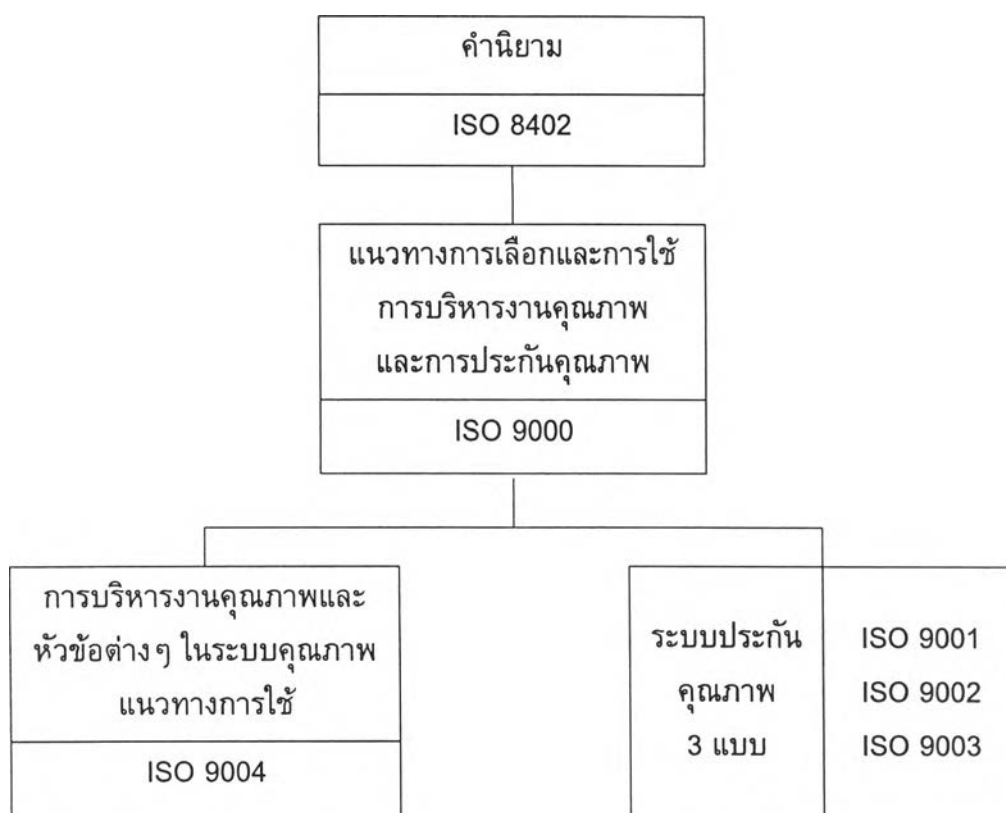 คำนิยาม
ISO 8402
แนวทางการเลือกและการใช้
การบริหารงานคุณภาพ
และการประกันคุณภาพ
ISO 9000
การบริหารงานคุณภาพและ
หัวข้อต่างๆ ในระบบคุณภาพ
แนวทางการใช้
ISO 9004
ระบบประกัน
คุณภาพ
3 แบบ
ISO 9001
ISO 9002
ISO 9003